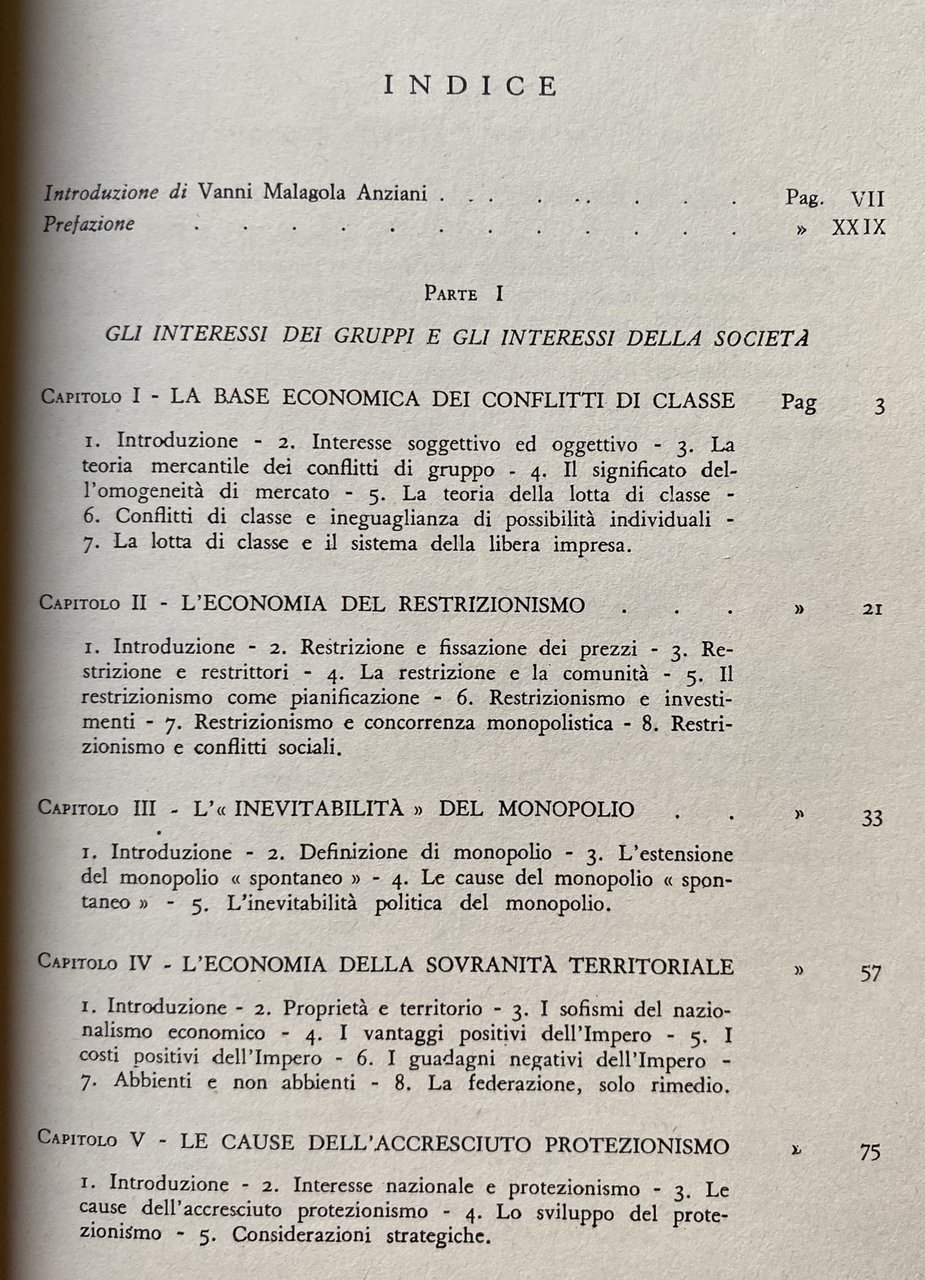 INDICE
Introduzione di Vanni Malagola Anziani . . . . . . . . . Pag. VII
Prefazione . . . . . . . . . . . . » XXIX
Parte I
GLI INTERESSI DEI GRUPPI E GLI INTERESSI DELLA SOCIETÀ
Capitolo I - LA BASE ECONOMICA DEI CONFLITTI DI CLASSE Pag 3
1. Introduzione - 2. Interesse soggettivo ed oggettivo - 3. La
teoria mercantile dei conflitti di gruppo - 4. Il significato del-
l'omogeneità di mercato - 5. La teoria della lotta di classe -
6. Conflitti di classe e ineguaglianza di possibilità individuali -
7. La lotta di classe e il sistema della libera impresa.
Capitolo II - L'ECONOMIA DEL RESTRIZIONISMO . . . » 21
1. Introduzione - 2. Restrizione e fissazione dei prezzi - 3. Re-
strizione e restrittori - 4. La restrizione e la comunità - 5. Il
restrizionismo come pianificazione - 6. Restrizionismo e investi-
menti - 7. Restrizionismo e concorrenza monopolistica - 8. Restri-
zionismo e conflitti sociali.
Capitolo III - L'« INEVITABILITÀ » DEL MONOPOLIO . . » 33
1. Introduzione - 2. Definizione di monopolio - 3. L'estensione
del monopolio « spontaneo » - 4. Le cause del monopolio « spon-
taneo » - 5. L'inevitabilità politica del monopolio.
Capitolo IV - L'ECONOMIA DELLA SOVRANITÀ TERRITORIALE » 57
1. Introduzione - 2. Proprietà e territorio - 3. I sofismi del nazio-
nalismo economico - 4. I vantaggi positivi dell'Impero - 5. I
costi positivi dell'Impero - 6. I guadagni negativi dell'Impero -
7. Abbienti e non abbienti - 8. La federazione, solo rimedio.
Capitolo V - LE CAUSE DELL'ACCRESCIUTO PROTEZIONISMO » 75
1. Introduzione - 2. Interesse nazionale e protezionismo - 3. Le
cause dell'accresciuto protezionismo - 4. Lo sviluppo del prote-
zionismo - 5. Considerazioni strategiche.